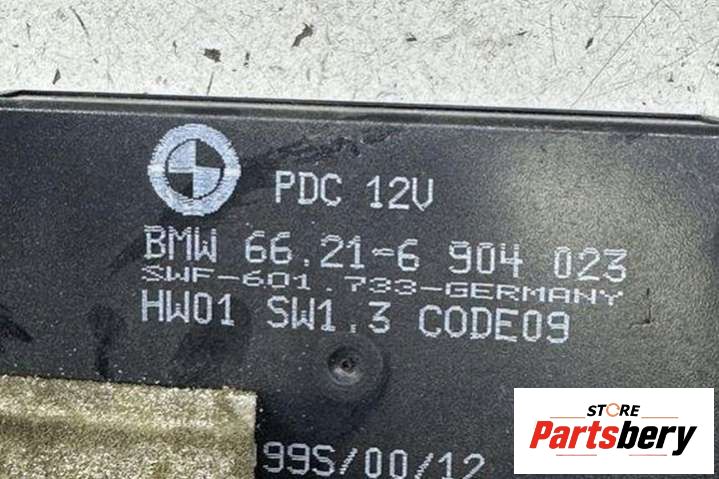 PDC 12V
BMW 66.21-6 904 023
SWF-601.733-GERMANY
HW01 SW1.3 CODE09
99S/00/12
STORE
Partsbery